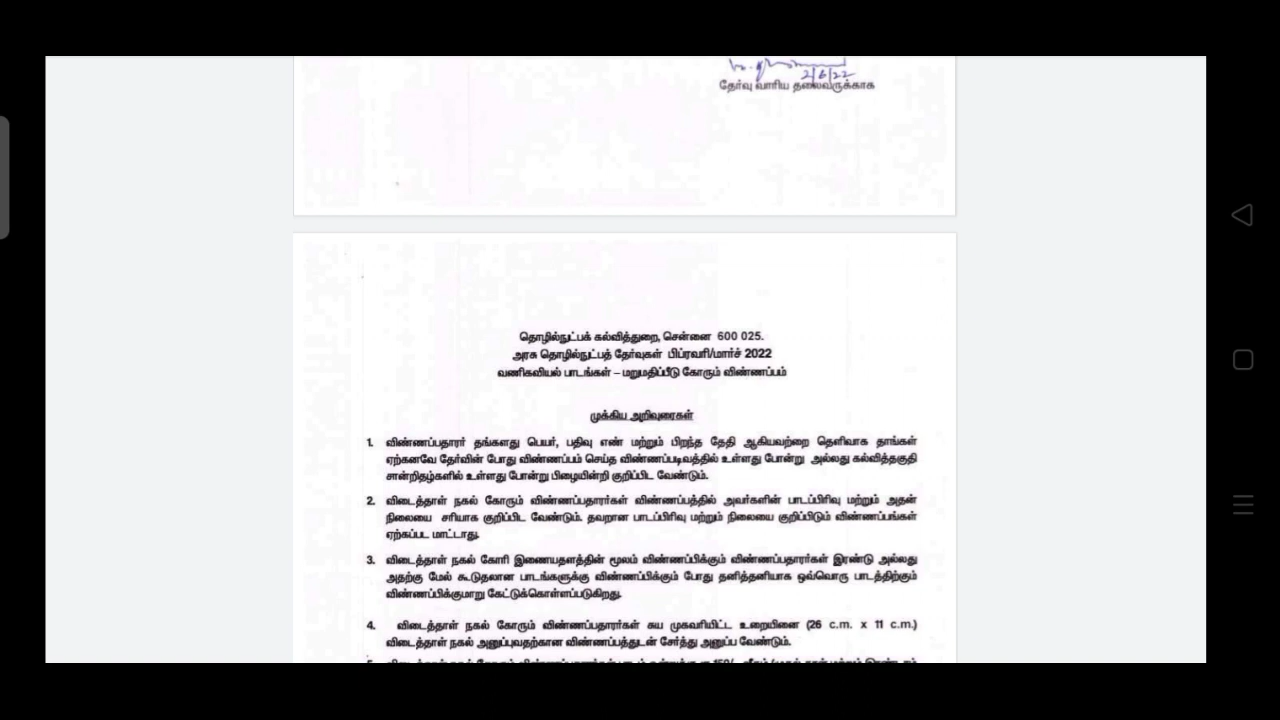 2/6/22
தேர்வு வாரிய தலைவருக்காக
தொழில்நுட்பக் கல்வித்துறை, சென்னை 600 025.
அரசு தொழில்நுட்பத் தேர்வுகள் பிப்ரவரி/மார்ச் 2022
வணிகவியல் பாடங்கள் – மறுமதிப்பீடு கோரும் விண்ணப்பம்
முக்கிய அறிவுரைகள்
1. விண்ணப்பதாரர் தங்களது பெயர், பதிவு எண் மற்றும் பிறந்த தேதி ஆகியவற்றை தெளிவாக தாங்கள்
ஏற்கனவே தேர்வின் போது விண்ணப்பம் செய்த விண்ணப்படிவத்தில் உள்ளது போன்று அல்லது கல்வித்தகுதி
சான்றிதழ்களில் உள்ளது போன்று பிழையின்றி குறிப்பிட வேண்டும்.
2. விடைத்தாள் நகல் கோரும் விண்ணப்பதாரர்கள் விண்ணப்பத்தில் அவர்களின் பாடப்பிரிவு மற்றும் அதன்
நிலையை சரியாக குறிப்பிட வேண்டும். தவறான பாடப்பிரிவு மற்றும் நிலையை குறிப்பிடும் விண்ணப்பங்கள்
ஏற்கப்பட மாட்டாது.
3. விடைத்தாள் நகல் கோரி இணையதளத்தின் மூலம் விண்ணப்பிக்கும் விண்ணப்பதாரர்கள் இரண்டு அல்லது
அதற்கு மேல் கூடுதலான பாடங்களுக்கு விண்ணப்பிக்கும் போது தனித்தனியாக ஒவ்வொரு பாடத்திற்கும்
விண்ணப்பிக்குமாறு கேட்டுக்கொள்ளப்படுகிறது.
4. விடைத்தாள் நகல் கோரும் விண்ணப்பதாரர்கள் சுய முகவரியிட்ட உறையினை (26 c.m. x 11 c.m.)
விடைத்தாள் நகல் அனுப்புவதற்கான விண்ணப்பத்துடன் சேர்த்து அனுப்ப வேண்டும்.